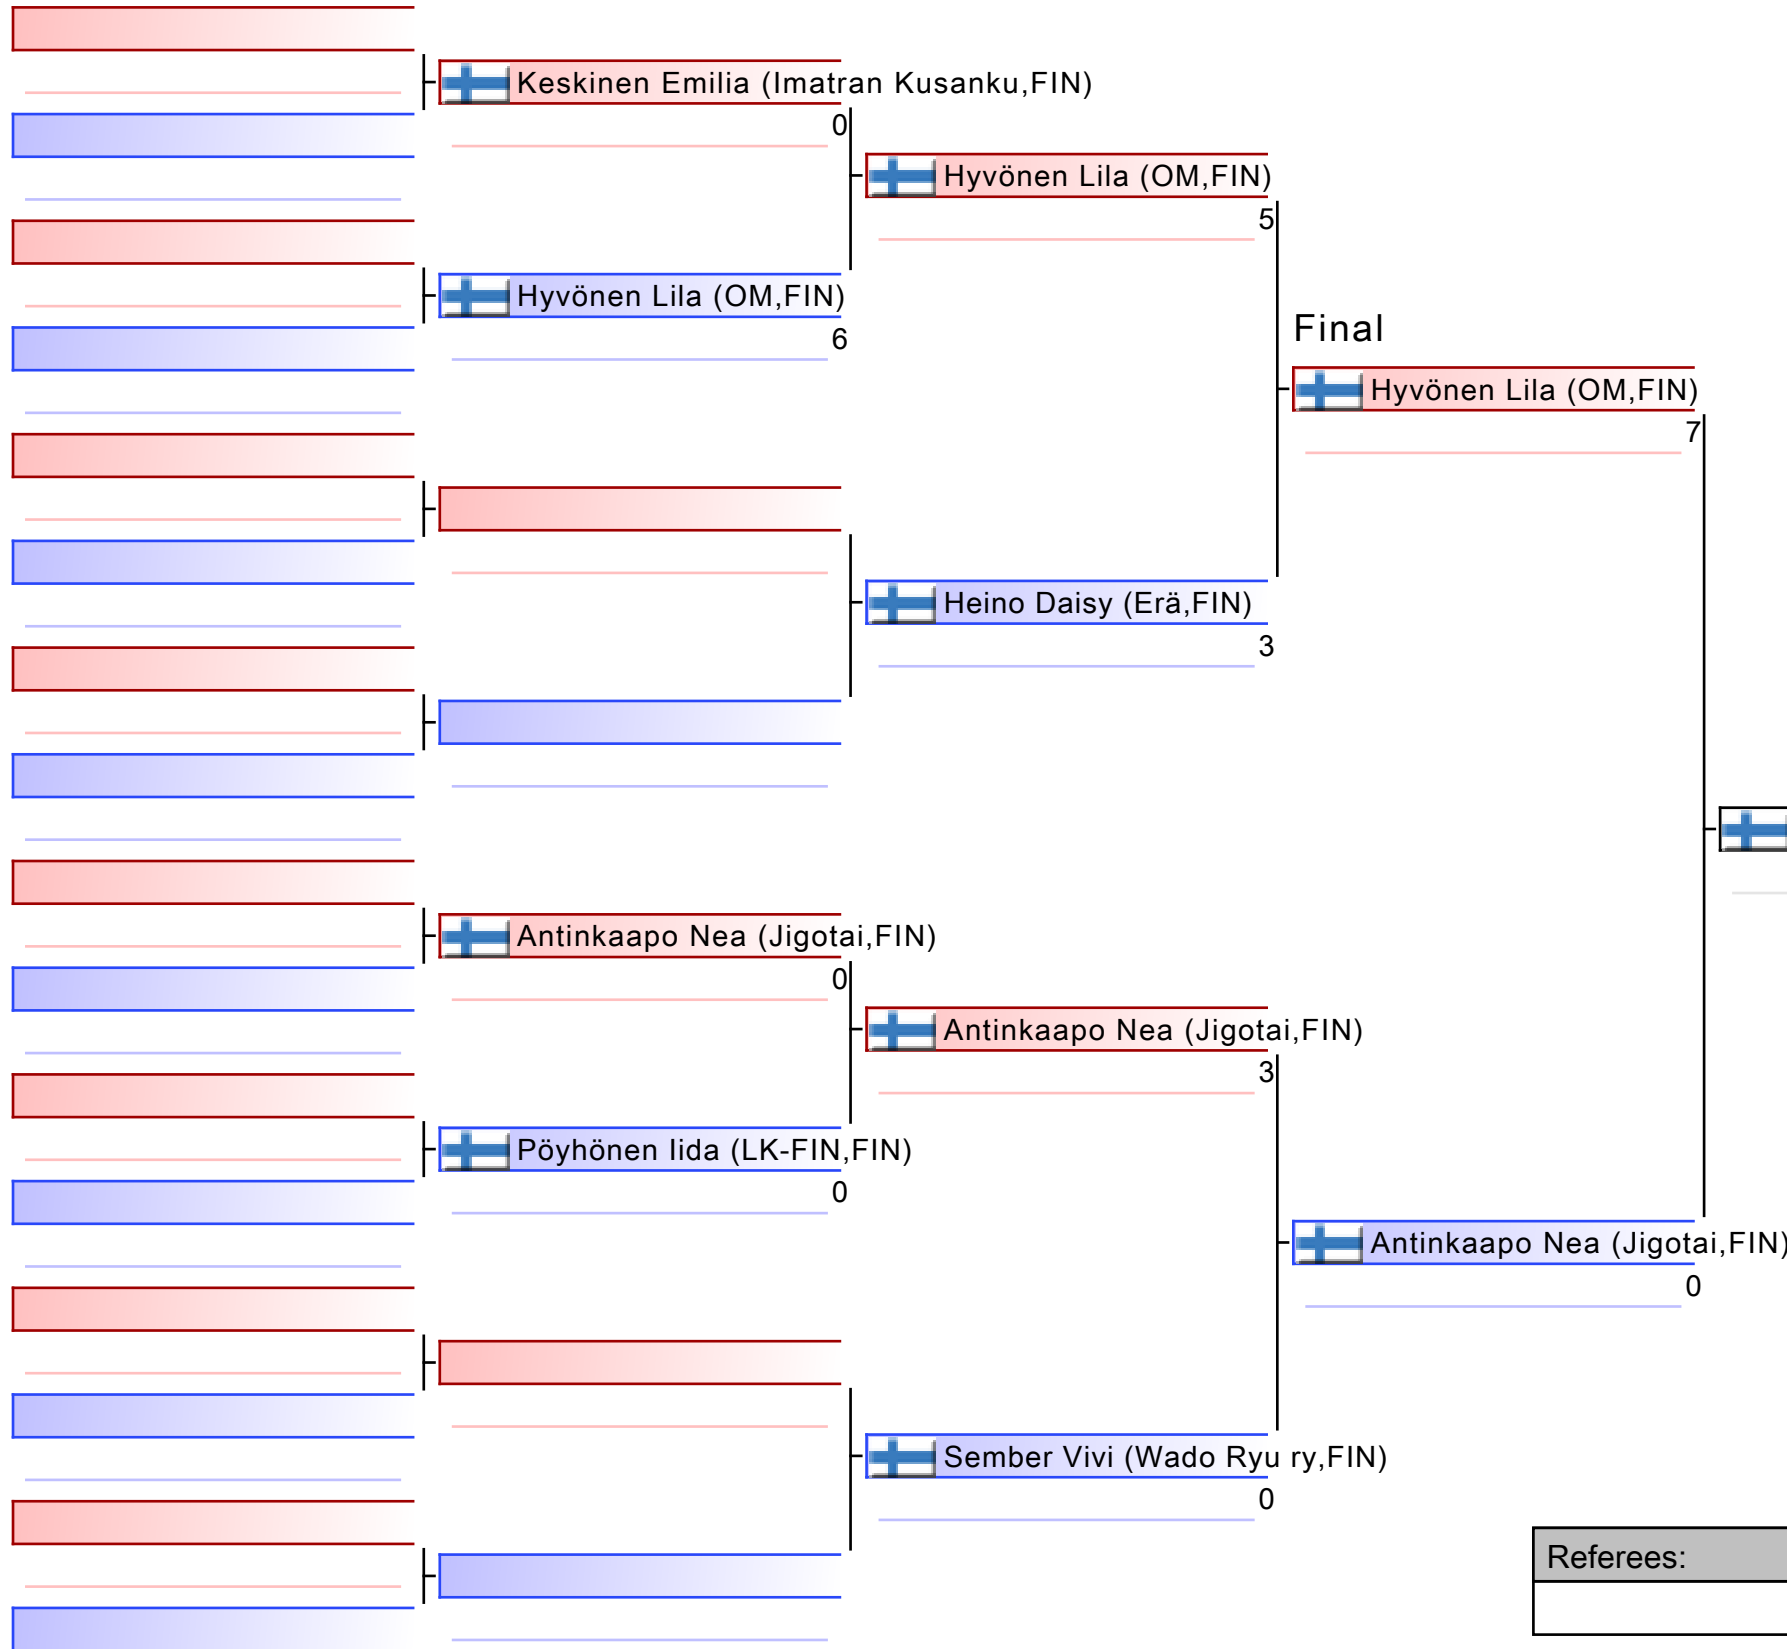 Keskinen Emilia (Imatran Kusanku,FIN)
0
Hyvönen Lila (OM,FIN)
5
Hyvönen Lila (OM,FIN)
6
Final
Hyvönen Lila (OM,FIN)
7
Heino Daisy (Erä,FIN)
3
Antinkaapo Nea (Jigotai,FIN)
0
Antinkaapo Nea (Jigotai,FIN)
3
Pöyhönen Iida (LK-FIN,FIN)
0
Antinkaapo Nea (Jigotai,FIN)
0
Sember Vivi (Wado Ryu ry,FIN)
0
Referees: